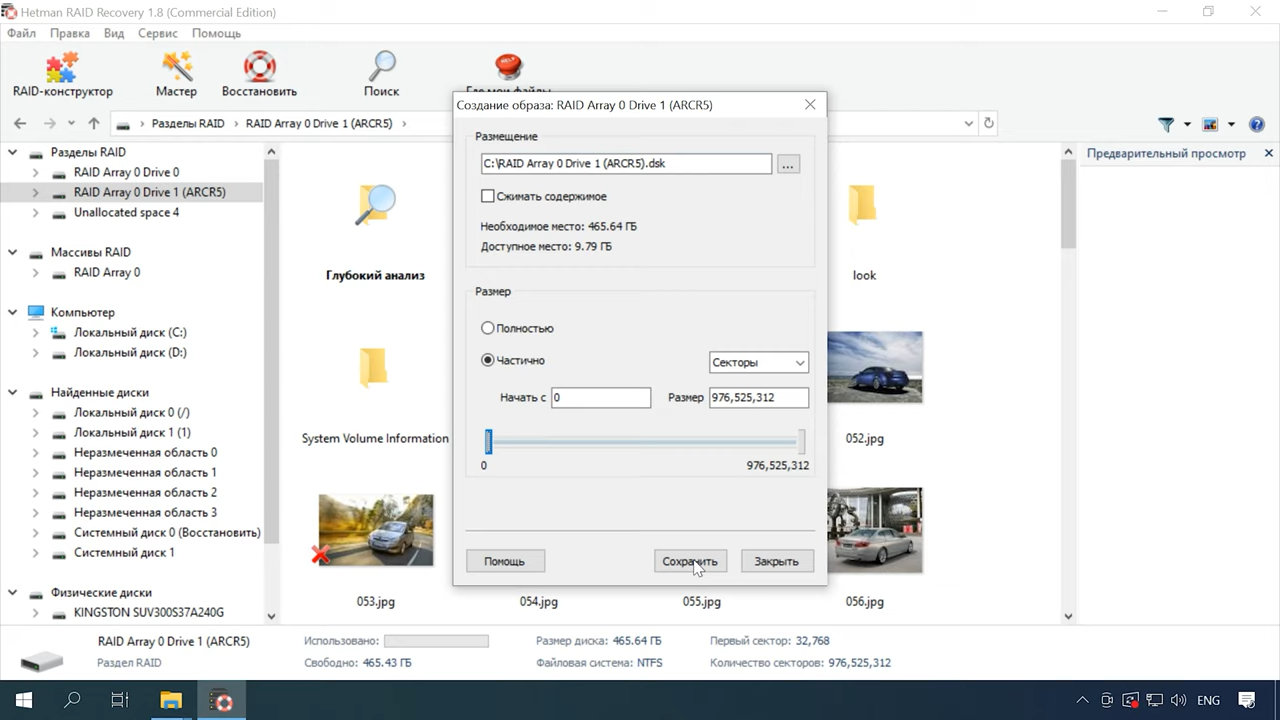 Hetman RAID Recovery 1.8 (Commercial Edition)
Файл Правка Вид Сервис Помощь
RAID-конструктор Мастер Восстановить Поиск
Разделы RAID RAID Array 0 Drive 1 (ARCR5)
Разделы RAID
RAID Array 0 Drive 0
RAID Array 0 Drive 1 (ARCR5)
Unallocated space 4
Массивы RAID
RAID Array 0
Компьютер
Локальный диск (C:)
Локальный диск (D:)
Найденные диски
Локальный диск 0 (/)
Локальный диск 1 (1)
Неразмеченная область 0
Неразмеченная область 1
Неразмеченная область 2
Неразмеченная область 3
Системный диск 0 (Восстановить)
Системный диск 1
Физические диски
KINGSTON SUV300S37A240G
Глубокий анализ
look
System Volume Information
052.jpg
053.jpg
054.jpg
055.jpg
056.jpg
HELP
Создание образа: RAID Array 0 Drive 1 (ARCR5)
Размещение
C:\RAID Array 0 Drive 1 (ARCR5).dsk
...
Сжимать содержимое
Необходимое место: 465.64 ГБ
Доступное место: 9.79 ГБ
Размер
Полностью
Частично Секторы
Начать с 0 Размер 976,525,312
0 976,525,312
Помощь Сохранить Закрыть
Предварительный просмотр
RAID Array 0 Drive 1 (ARCR5) Использовано: Размер диска: 465.64 ГБ Первый сектор: 32,768
Раздел RAID Свободно: 465.43 ГБ Файловая система: NTFS Количество секторов: 976,525,312
ENG